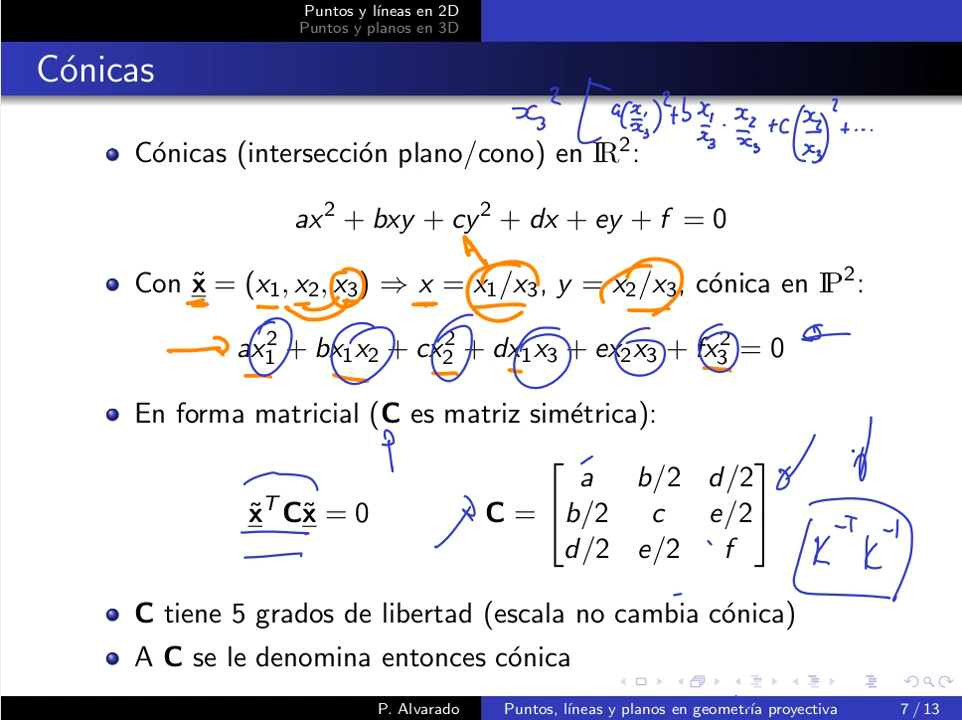 Puntos y líneas en 2D
Puntos y planos en 3D
Cónicas
x₃² [ a(x₁/x₃)² + b x₁/x₃ · x₂/x₃ + c(x₂/x₃)² + ...
Cónicas (intersección plano/cono) en ℝ²:
ax² + bxy + cy² + dx + ey + f = 0
Con x̃ = (x₁, x₂, x₃) ⇒ x = x₁/x₃, y = x₂/x₃, cónica en ℙ²:
ax₁² + bx₁x₂ + cx₂² + dx₁x₃ + ex₂x₃ + fx₃² = 0
En forma matricial (C es matriz simétrica):
x̃ᵀCx̃ = 0
C = [ a b/2 d/2
b/2 c e/2
d/2 e/2 f ]
K⁻ᵀ K⁻¹
C tiene 5 grados de libertad (escala no cambia cónica)
A C se le denomina entonces cónica
P. Alvarado
Puntos, líneas y planos en geometría proyectiva
7 / 13